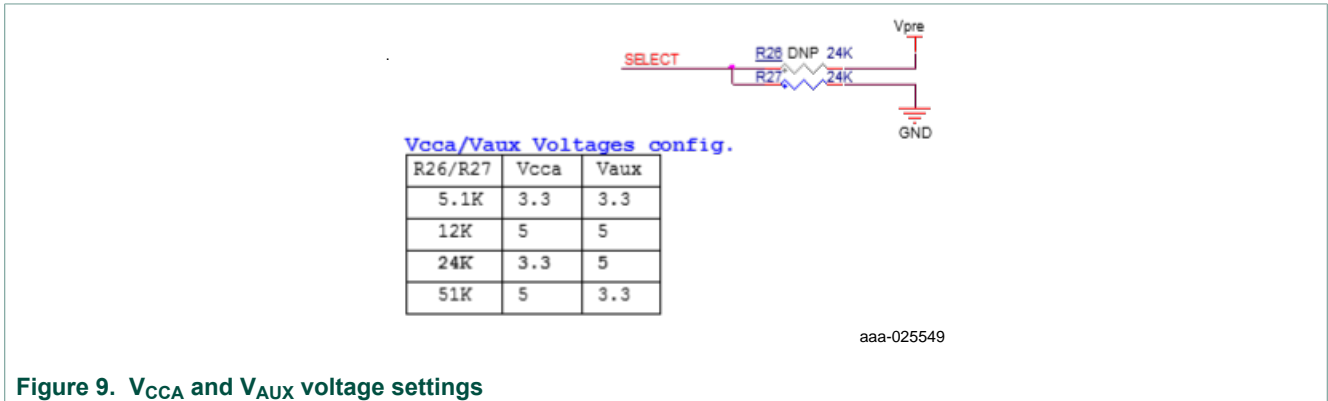 Vpre
SELECT
R26 DNP 24K
R27 24K
GND
Vcca/Vaux Voltages config.
R26/R27 Vcca Vaux
5.1K 3.3 3.3
12K 5 5
24K 3.3 5
51K 5 3.3
aaa-025549
Figure 9. VCCA and VAUX voltage settings